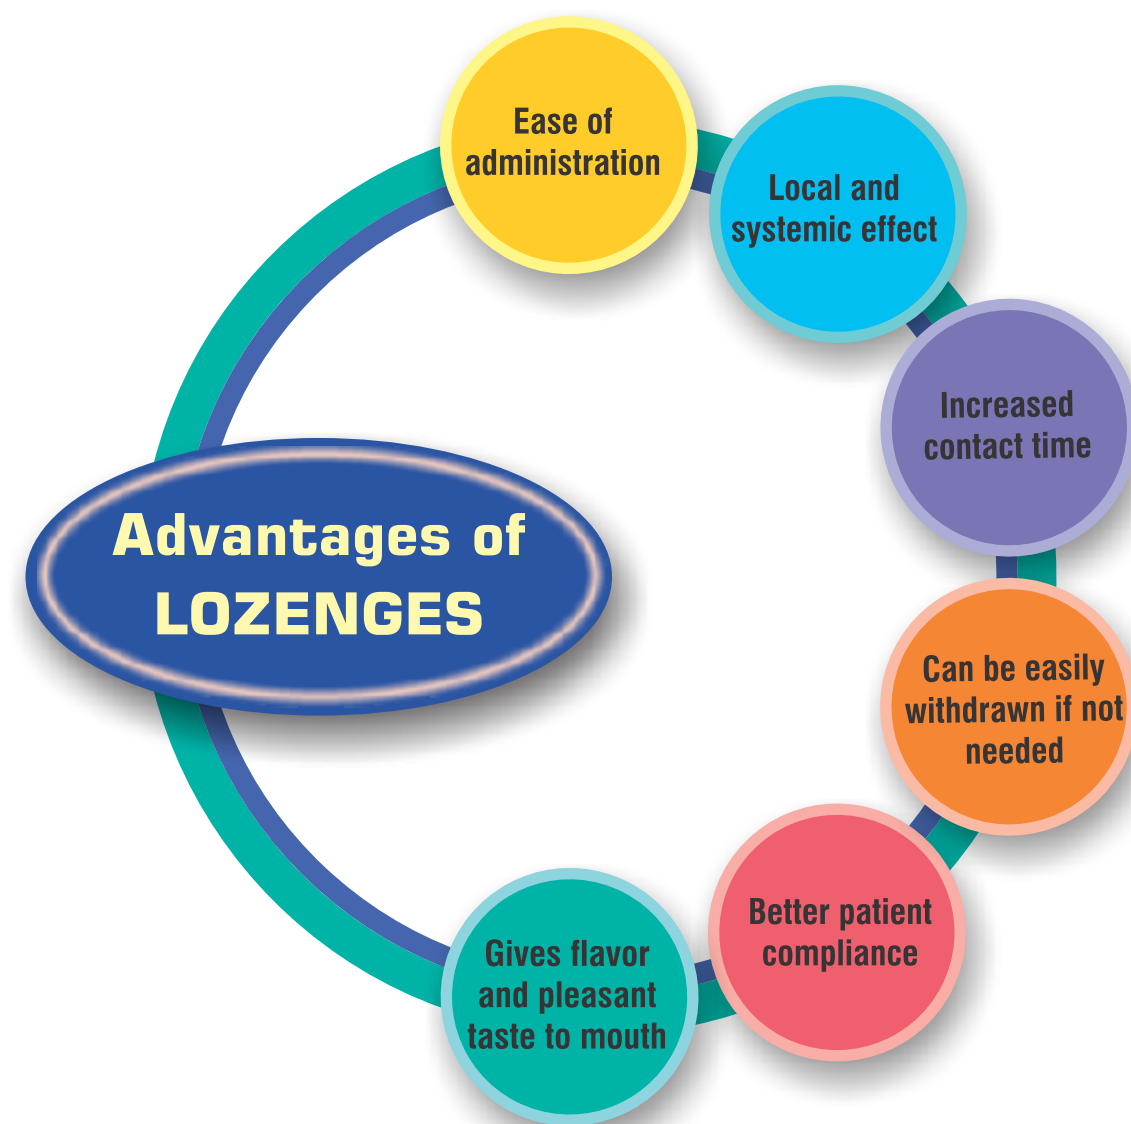 Ease of
administration
Local and
systemic effect
Increased
contact time
Advantages of
LOZENGES
Can be easily
withdrawn if not
needed
Better patient
compliance
Gives flavor
and pleasant
taste to mouth